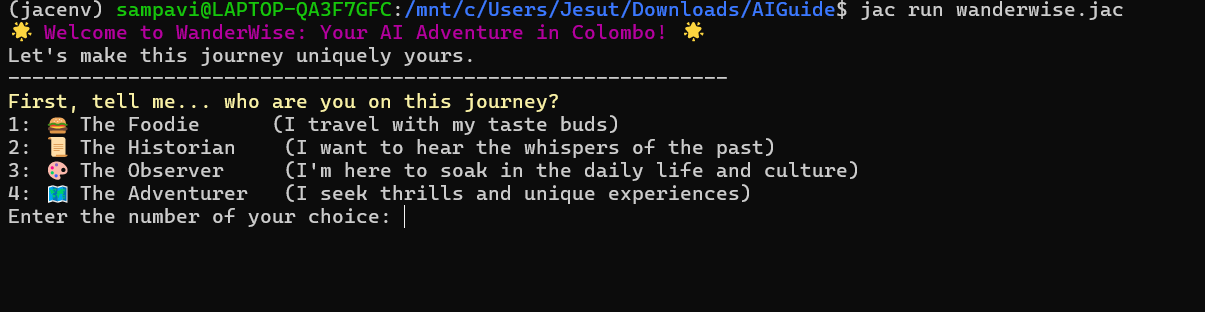 (jacenv) sampavi@LAPTOP-QA3F7GFC:/mnt/c/Users/Jesut/Downloads/AIGuide$ jac run wanderwise.jac
🌟 Welcome to WanderWise: Your AI Adventure in Colombo! 🌟
Let's make this journey uniquely yours.
------------------------------------------------------------
First, tell me... who are you on this journey?
1: 🍔 The Foodie      (I travel with my taste buds)
2: 📜 The Historian    (I want to hear the whispers of the past)
3: 🎨 The Observer     (I'm here to soak in the daily life and culture)
4: 🗺️ The Adventurer   (I seek thrills and unique experiences)
Enter the number of your choice: